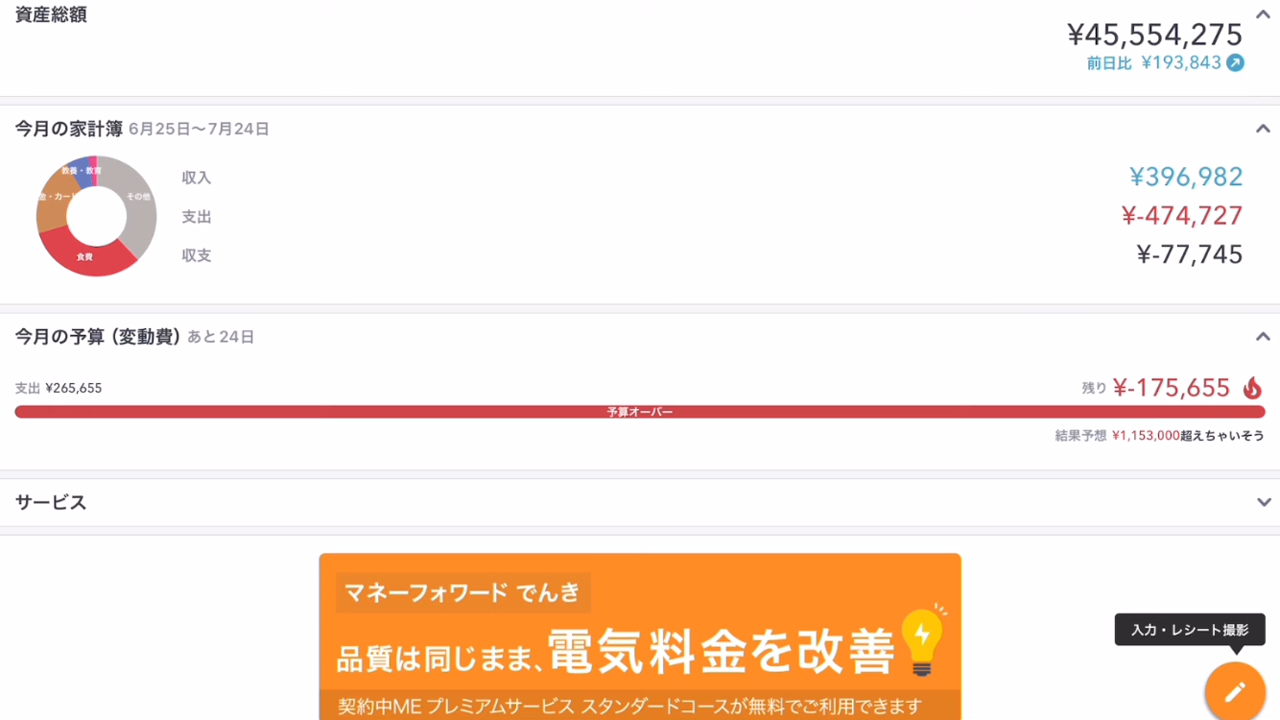 資産総額
¥45,554,275
前日比 ¥193,843
今月の家計簿 6月25日～7月24日
教養・教育
金・カード
その他
食費
収入 ¥396,982
支出 ¥-474,727
収支 ¥-77,745
今月の予算（変動費） あと24日
支出 ¥265,655 残り ¥-175,655
予算オーバー
結果予想 ¥1,153,000超えちゃいそう
サービス
マネーフォワード でんき
品質は同じまま、電気料金を改善
契約中ME プレミアムサービス スタンダードコースが無料でご利用できます
入力・レシート撮影